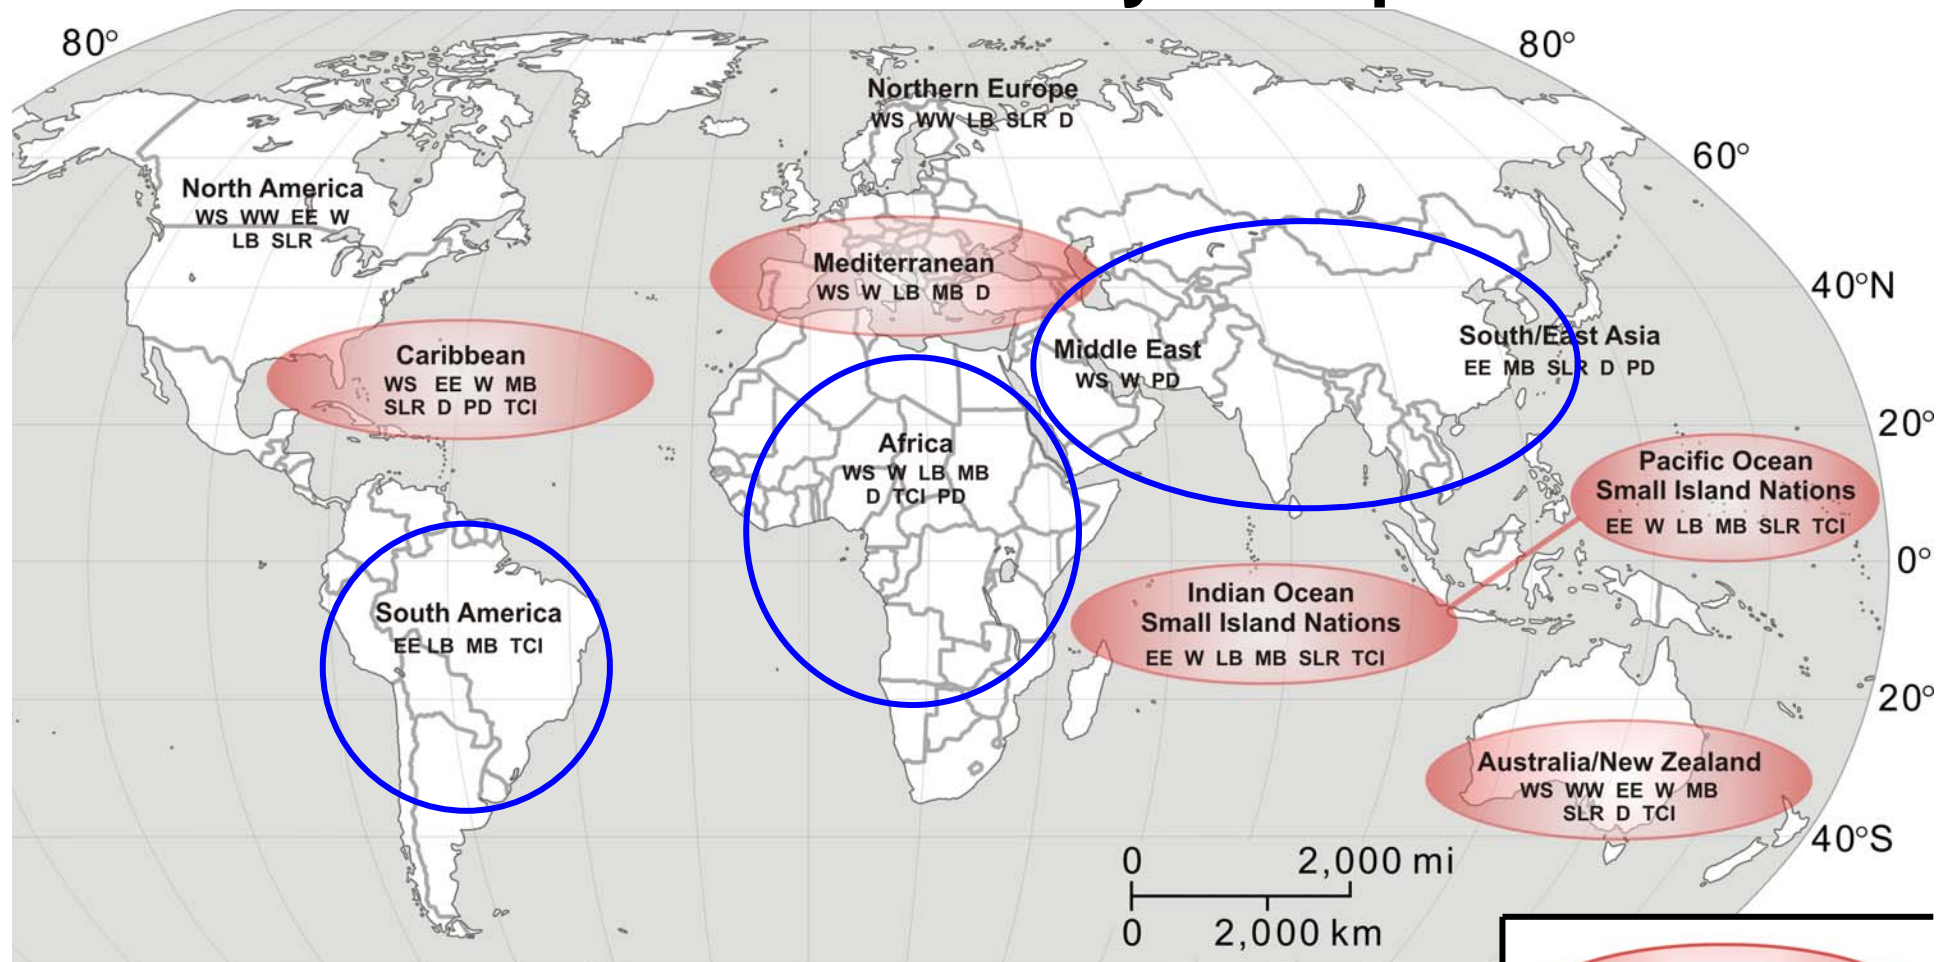 80°
80°
Northern Europe
WS WW LB SLR D
60°
North America
WS WW EE W
LB SLR
Mediterranean
WS W LB MB D
40°N
South/East Asia
EE MB SLR D PD
Middle East
WS W PD
Caribbean
WS EE W MB
SLR D PD TCI
20°
Africa
WS W LB MB
D TCI PD
Pacific Ocean
Small Island Nations
EE W LB MB SLR TCI
0°
Indian Ocean
Small Island Nations
EE W LB MB SLR TCI
South America
EE LB MB TCI
20°
Australia/New Zealand
WS WW EE W MB
SLR D TCI
40°S
0 2,000 mi
0 2,000 km